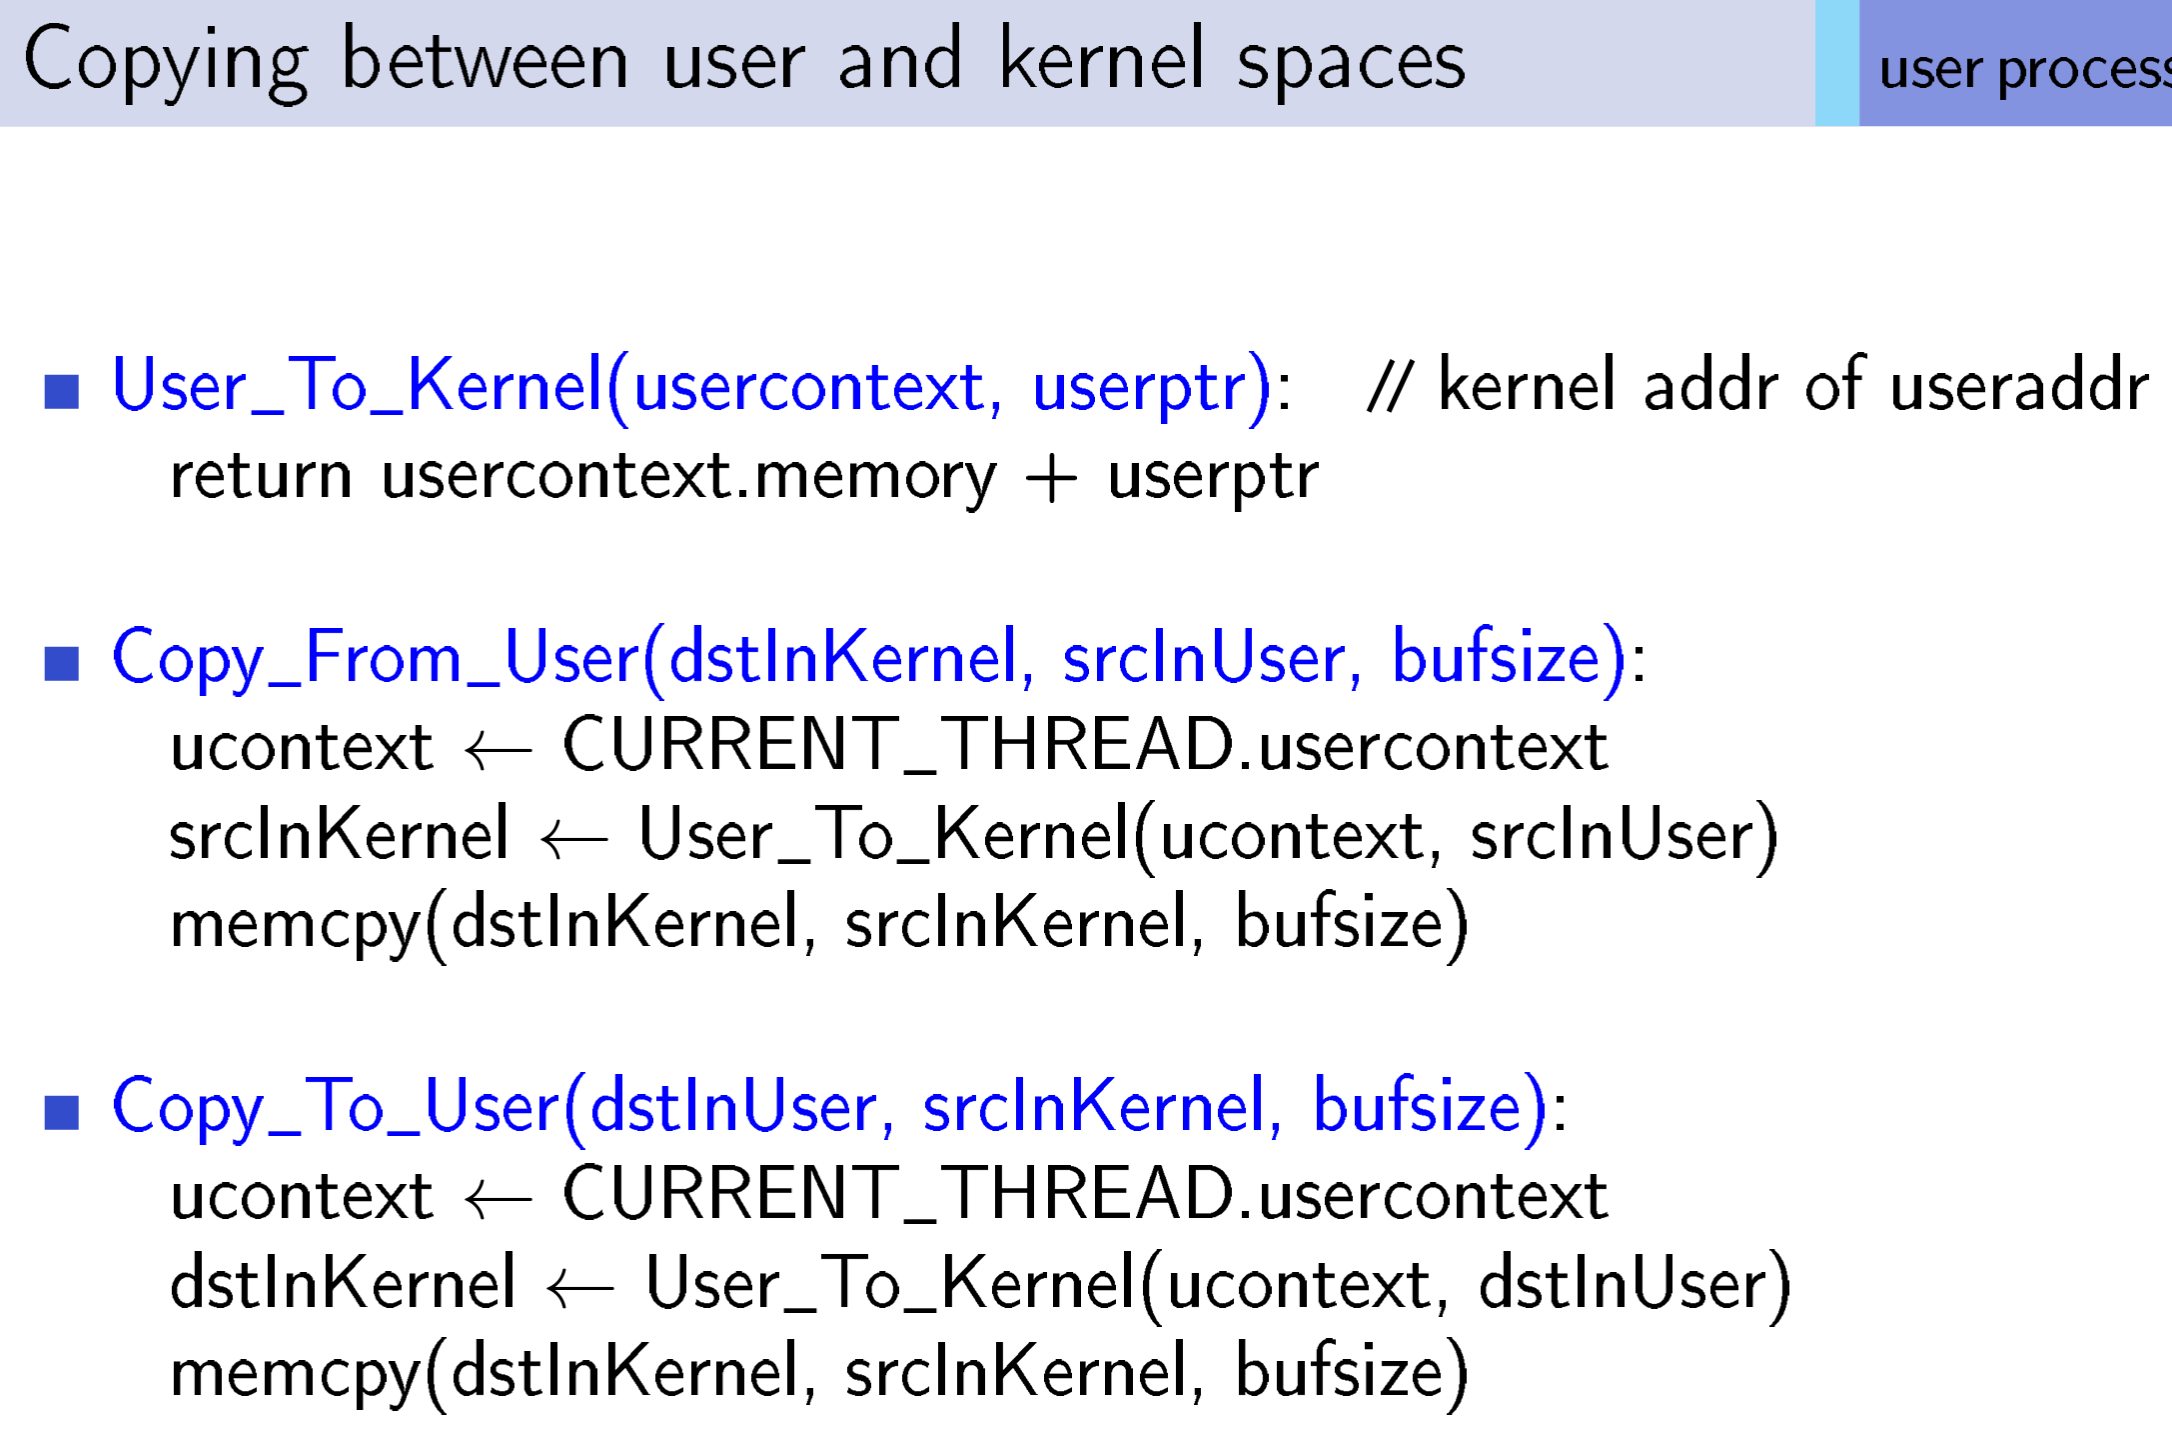 Copying between user and kernel spaces
user process
User_To_Kernel(usercontext, userptr): // kernel addr of useraddr
return usercontext.memory + userptr
Copy_From_User(dstInKernel, srcInUser, bufsize):
ucontext ← CURRENT_THREAD.usercontext
srcInKernel ← User_To_Kernel(ucontext, srcInUser)
memcpy(dstInKernel, srcInKernel, bufsize)
Copy_To_User(dstInUser, srcInKernel, bufsize):
ucontext ← CURRENT_THREAD.usercontext
dstInKernel ← User_To_Kernel(ucontext, dstInUser)
memcpy(dstInKernel, srcInKernel, bufsize)